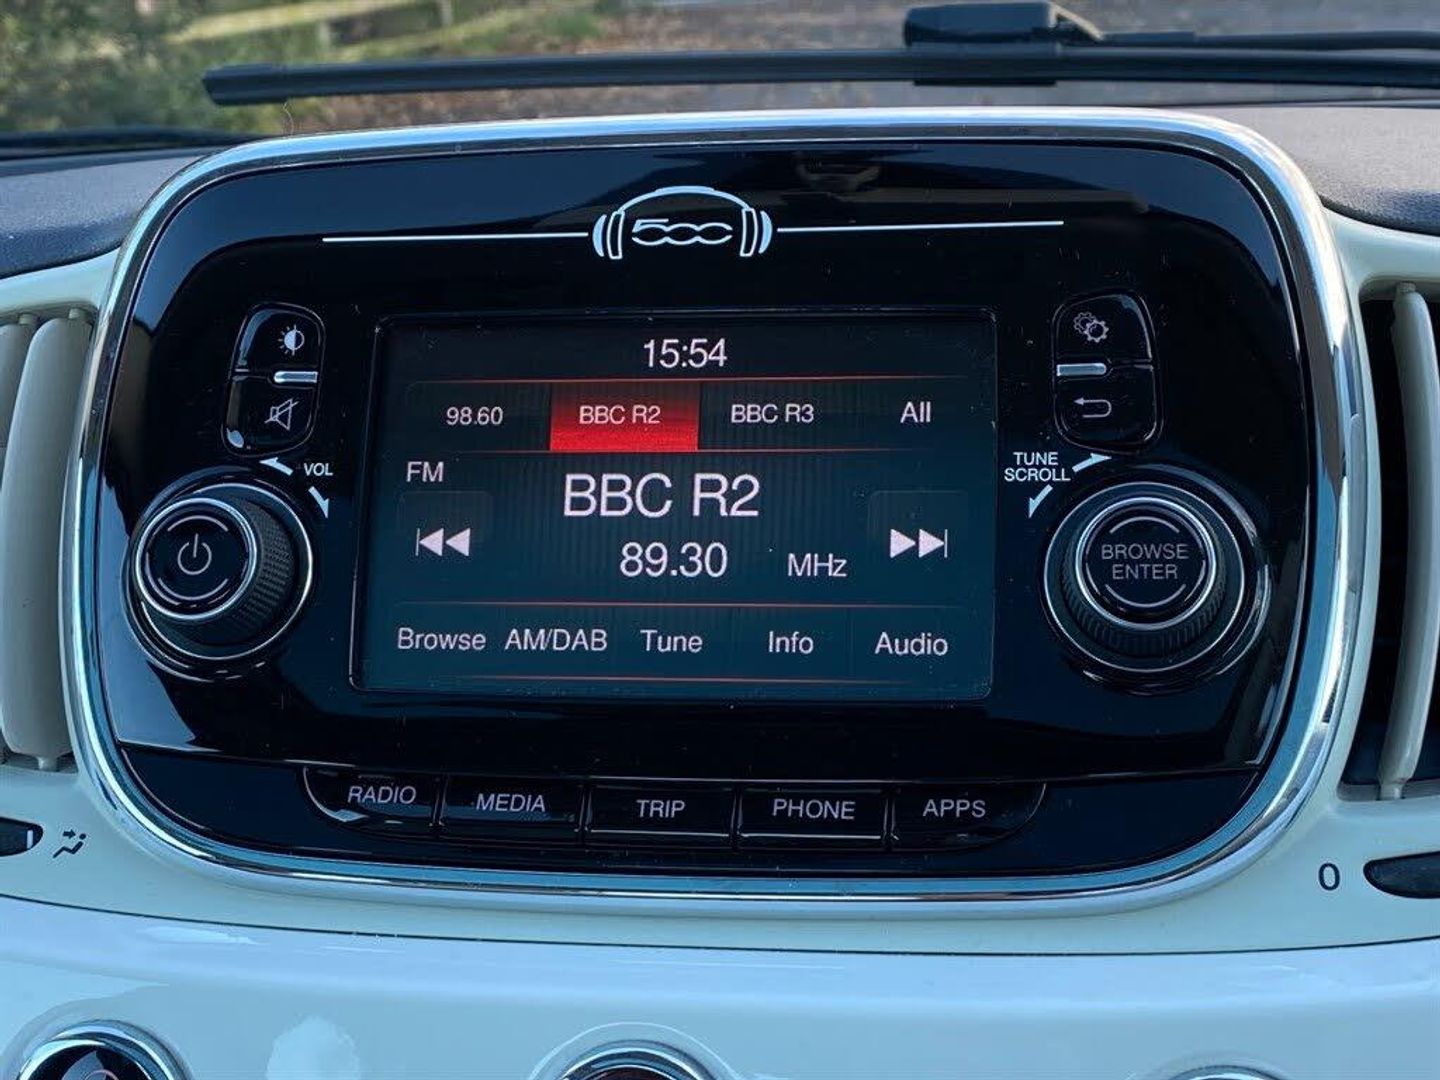 500
15:54
98.60 BBC R2 BBC R3 All
FM
BBC R2
89.30 MHz
Browse AM/DAB Tune Info Audio
VOL
TUNE
SCROLL
BROWSE
ENTER
RADIO MEDIA TRIP PHONE APPS
0